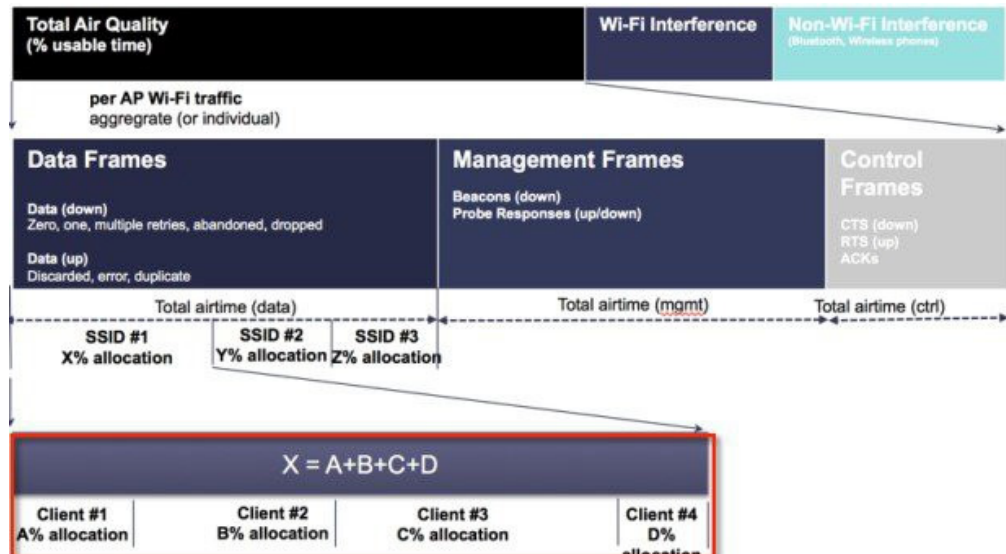 Total Air Quality
(% usable time)
Wi-Fi Interference
Non-Wi-Fi Interference
(Bluetooth, Wireless phones)
per AP Wi-Fi traffic
aggregrate (or individual)
Data Frames
Data (down)
Zero, one, multiple retries, abandoned, dropped
Data (up)
Discarded, error, duplicate
Management Frames
Beacons (down)
Probe Responses (up/down)
Control
Frames
CTS (down)
RTS (up)
ACKs
Total airtime (data)
Total airtime (mgmt)
Total airtime (ctrl)
SSID #1
X% allocation
SSID #2
Y% allocation
SSID #3
Z% allocation
X = A+B+C+D
Client #1
A% allocation
Client #2
B% allocation
Client #3
C% allocation
Client #4
D%
allocation